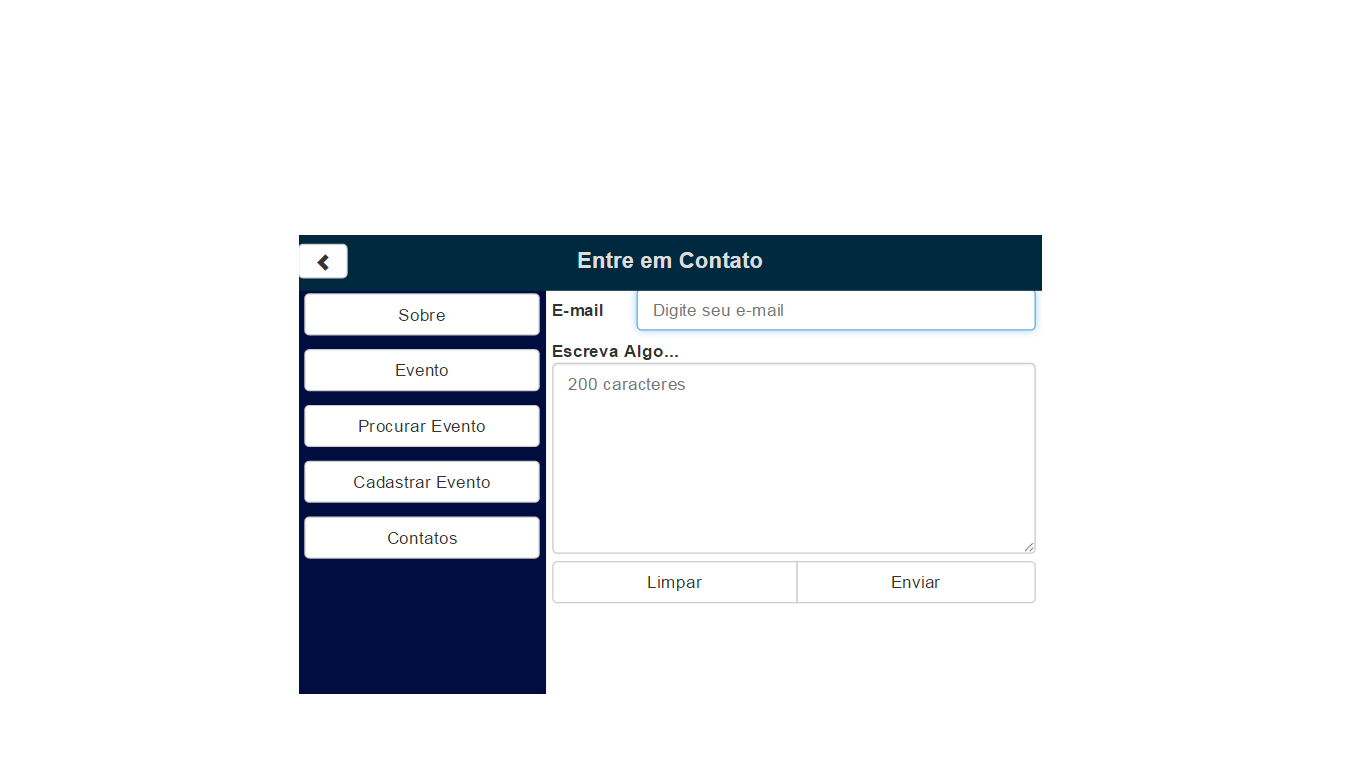 Entre em Contato
Sobre
Evento
Procurar Evento
Cadastrar Evento
Contatos
E-mail
Digite seu e-mail
Escreva Algo...
200 caracteres
Limpar
Enviar